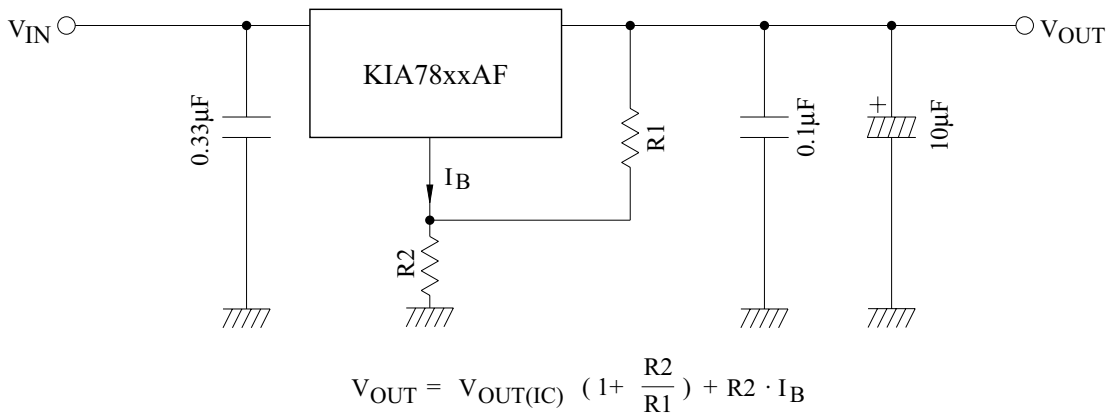 VIN
KIA78xxAF
VOUT
0.33μF
IB
R1
R2
0.1μF
+
10μF
VOUT = VOUT(IC) (1+ R2/R1) + R2 · IB